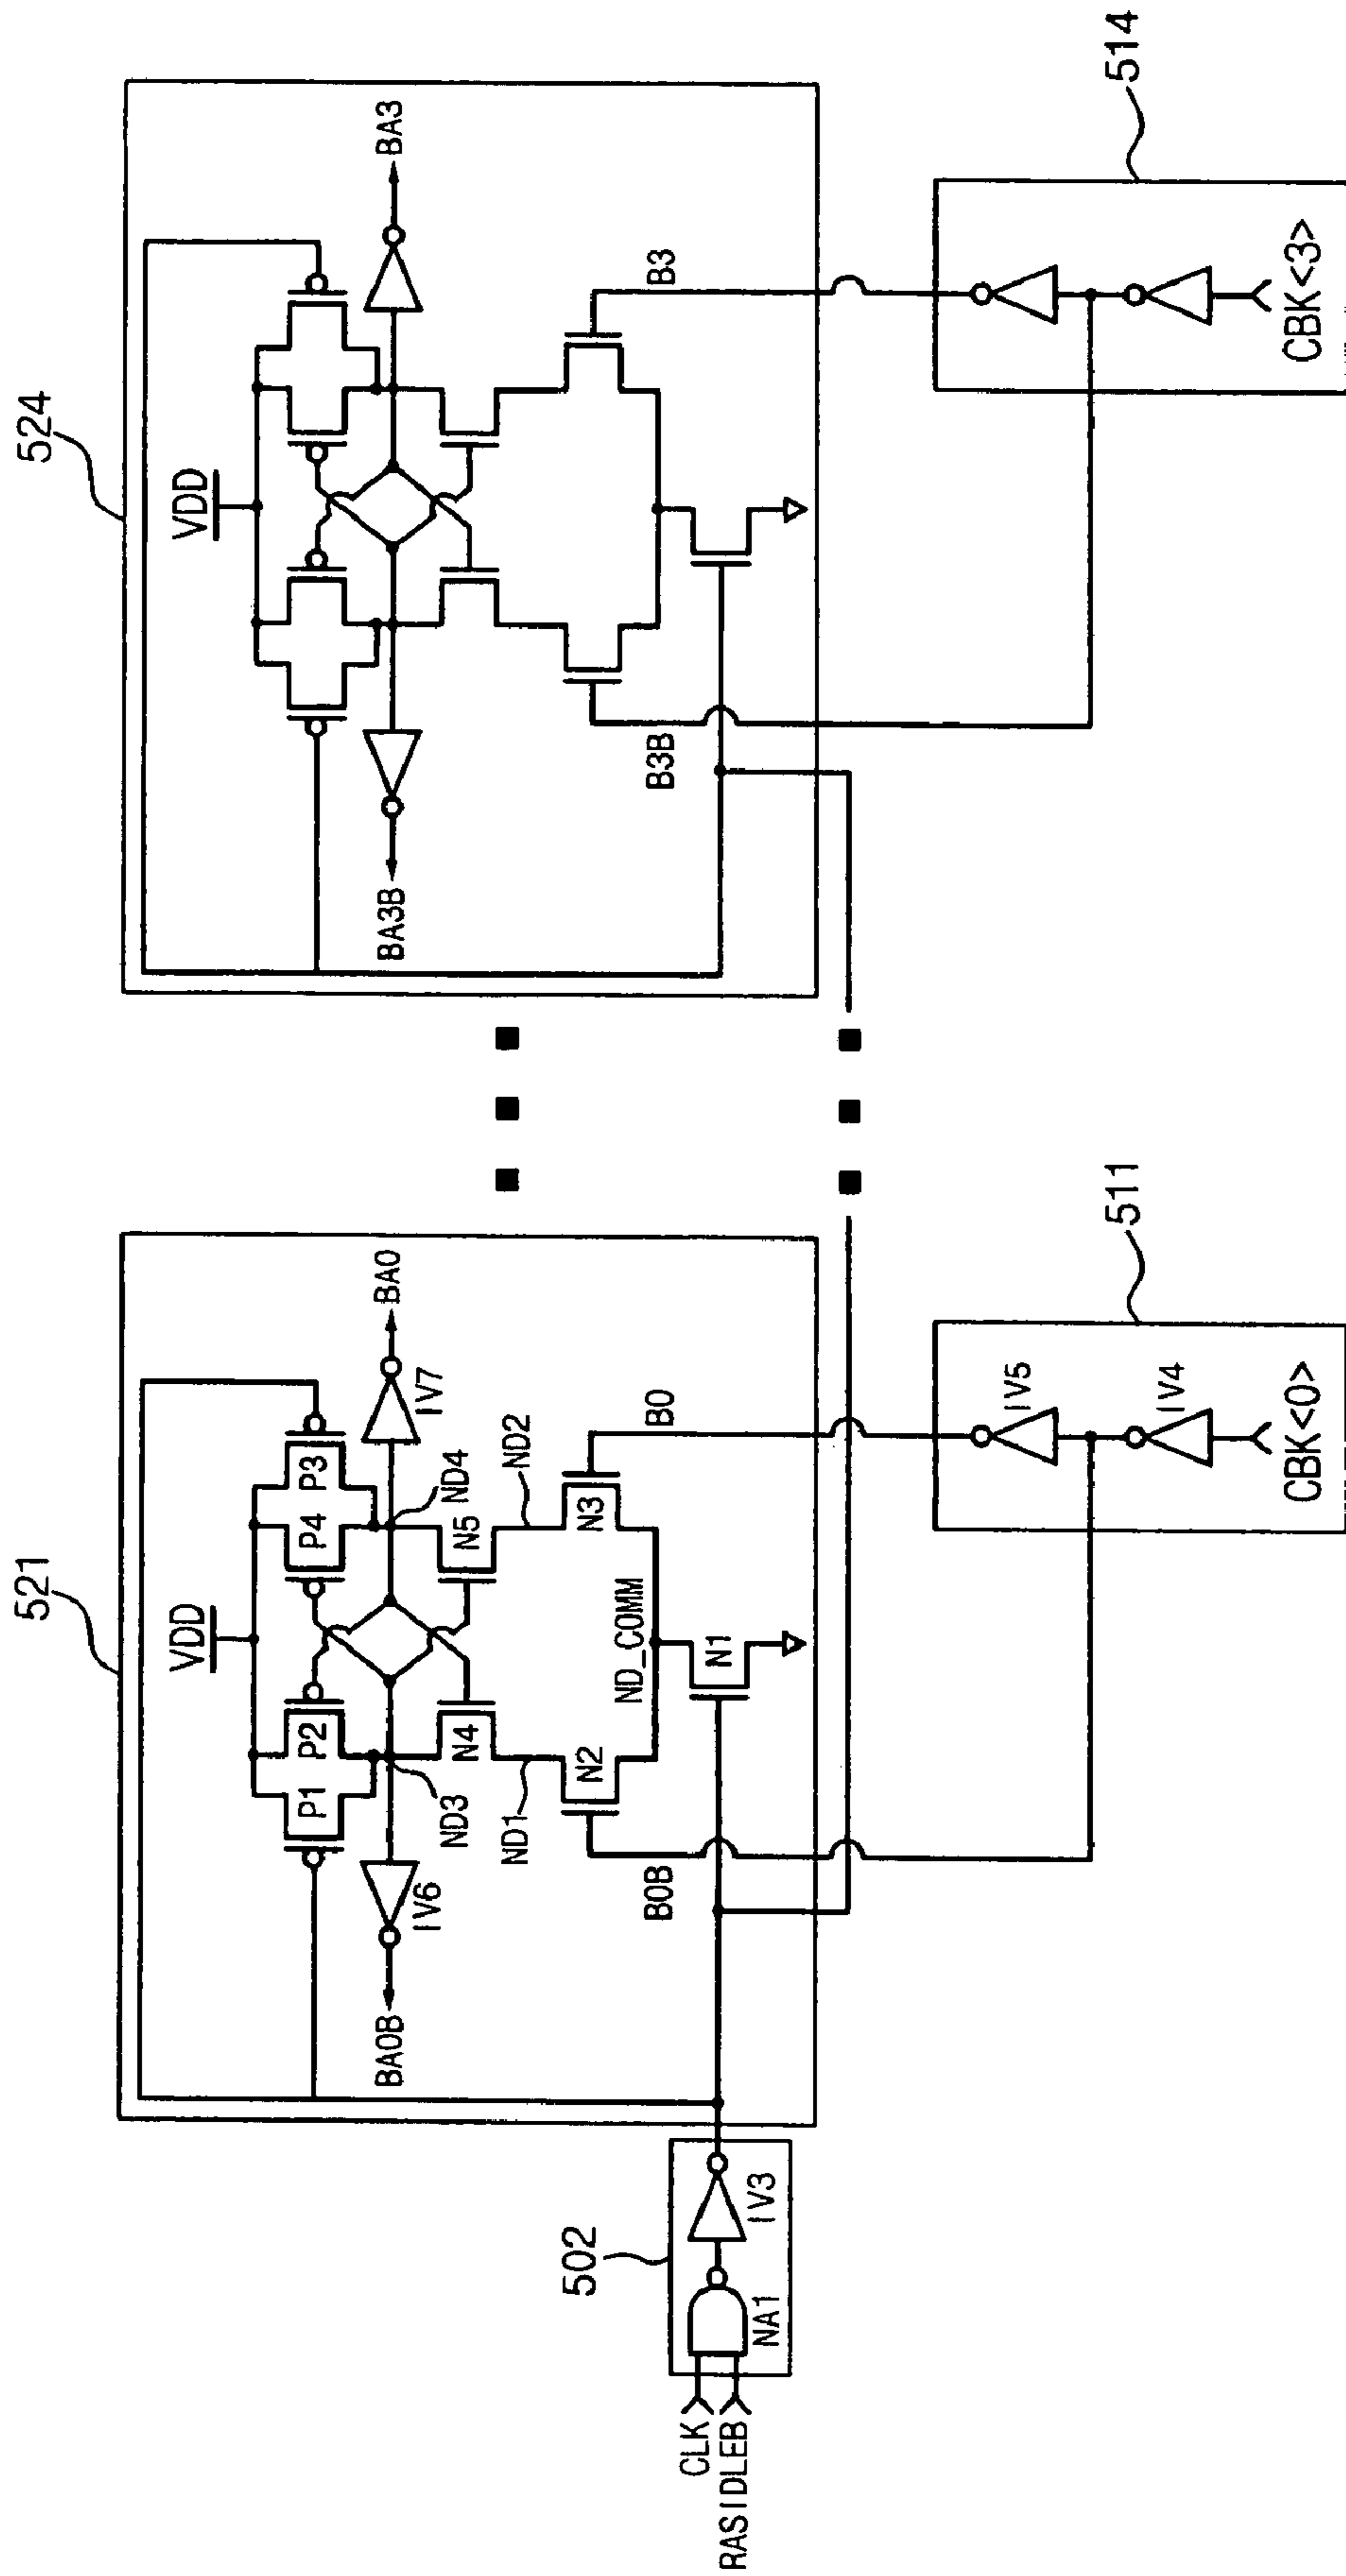 521
VDD
P1
P2
P4
P3
ND3
ND4
BA0B
IV6
IV7
BA0
N4
N5
ND1
ND2
N2
N3
B0B
B0
ND_COMM
N1
502
CLK
RASIDLEB
NA1
IV3
511
IV5
IV4
CBK<0>
524
VDD
BA3B
BA3
B3B
B3
514
CBK<3>